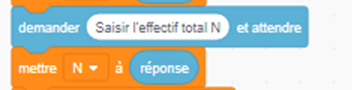 demander Saisir l'effectif total N et attendre
mettre N à réponse